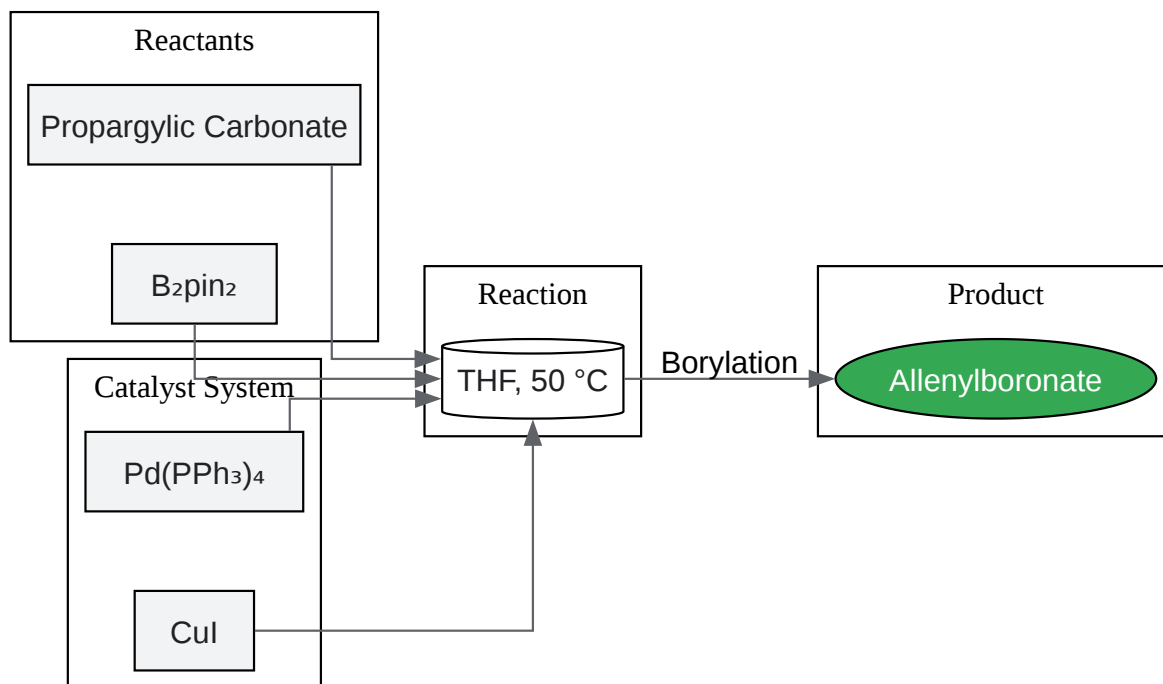 Reactants
Propargylic Carbonate
B₂pin₂
Catalyst System
Pd(PPh₃)₄
CuI
Reaction
THF, 50 °C
Borylation
Product
Allenylboronate